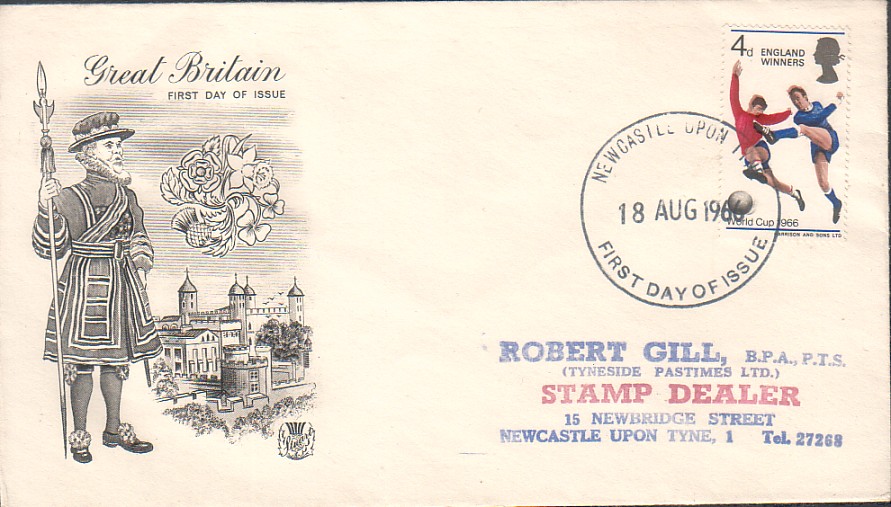 Great Britain
FIRST DAY OF ISSUE
4d ENGLAND
WINNERS
World Cup 1966
HARRISON AND SONS LTD
NEWCASTLE UPON
18 AUG 1966
FIRST DAY OF ISSUE
ROBERT GILL, B.P.A., P.T.S.
(TYNESIDE PASTIMES LTD.)
STAMP DEALER
15 NEWBRIDGE STREET
NEWCASTLE UPON TYNE, 1 Tel. 27268